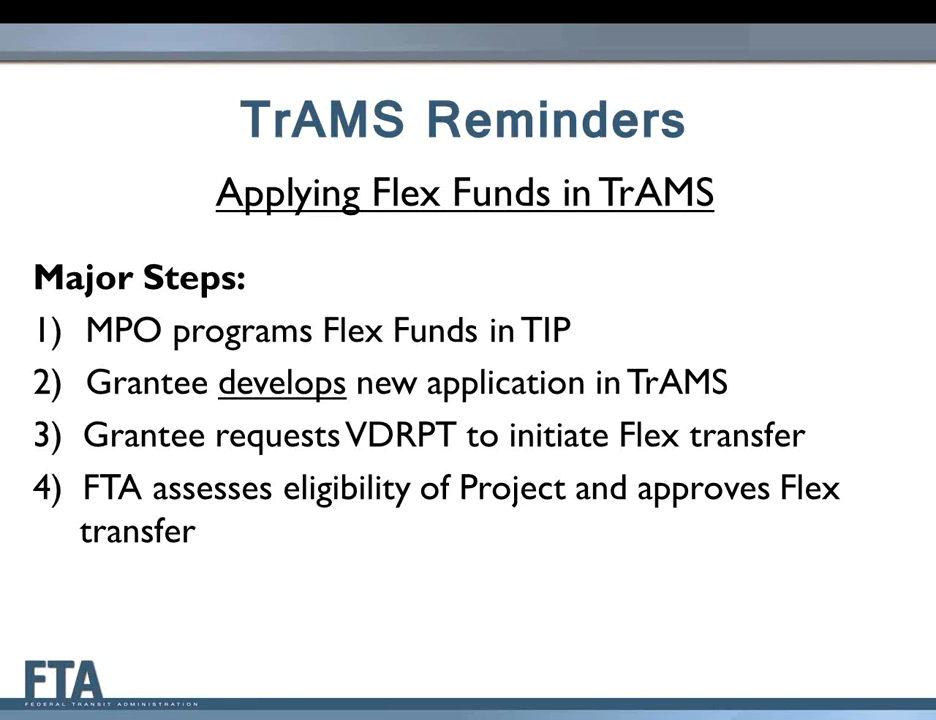 TrAMS Reminders
Applying Flex Funds in TrAMS
Major Steps:
1) MPO programs Flex Funds in TIP
2) Grantee develops new application in TrAMS
3) Grantee requests VDRPT to initiate Flex transfer
4) FTA assesses eligibility of Project and approves Flex
transfer
FTA
FEDERAL TRANSIT ADMINISTRATION